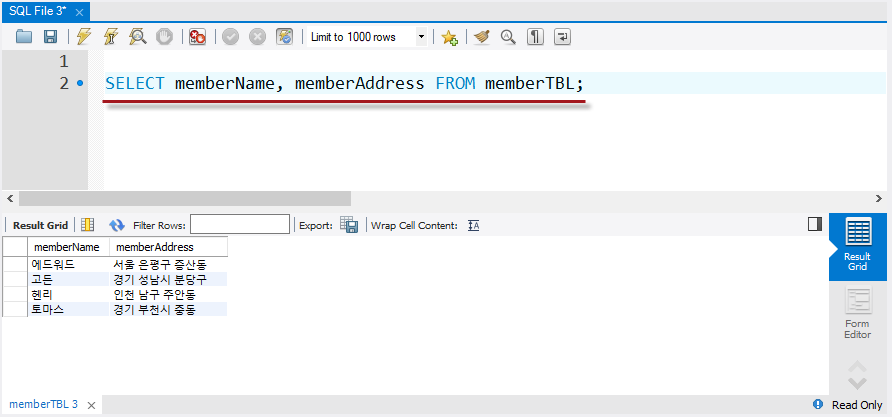 SQL File 3*
Limit to 1000 rows
1
2 SELECT memberName, memberAddress FROM memberTBL;
Result Grid Filter Rows: Export: Wrap Cell Content:
memberName memberAddress
에드워드 서울 은평구 증산동
고든 경기 성남시 분당구
헨리 인천 남구 주안동
토마스 경기 부천시 중동
Result
Grid
Form
Editor
memberTBL 3
Read Only